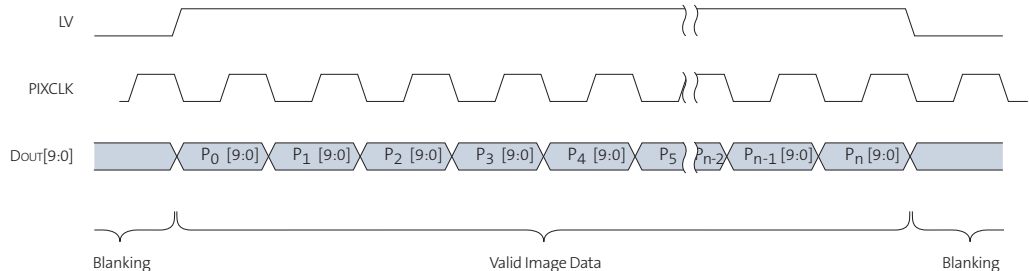 LV
PIXCLK
DOUT[9:0]
P0 [9:0] P1 [9:0] P2 [9:0] P3 [9:0] P4 [9:0] P5 Pn-2 Pn-1 [9:0] Pn [9:0]
Blanking Valid Image Data Blanking